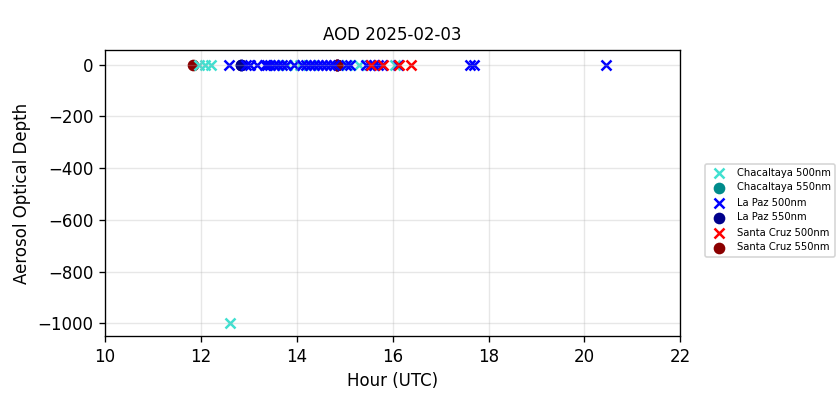 AOD 2025-02-03
Aerosol Optical Depth
0
−200
−400
−600
−800
−1000
10 12 14 16 18 20 22
Hour (UTC)
Chacaltaya 500nm
Chacaltaya 550nm
La Paz 500nm
La Paz 550nm
Santa Cruz 500nm
Santa Cruz 550nm